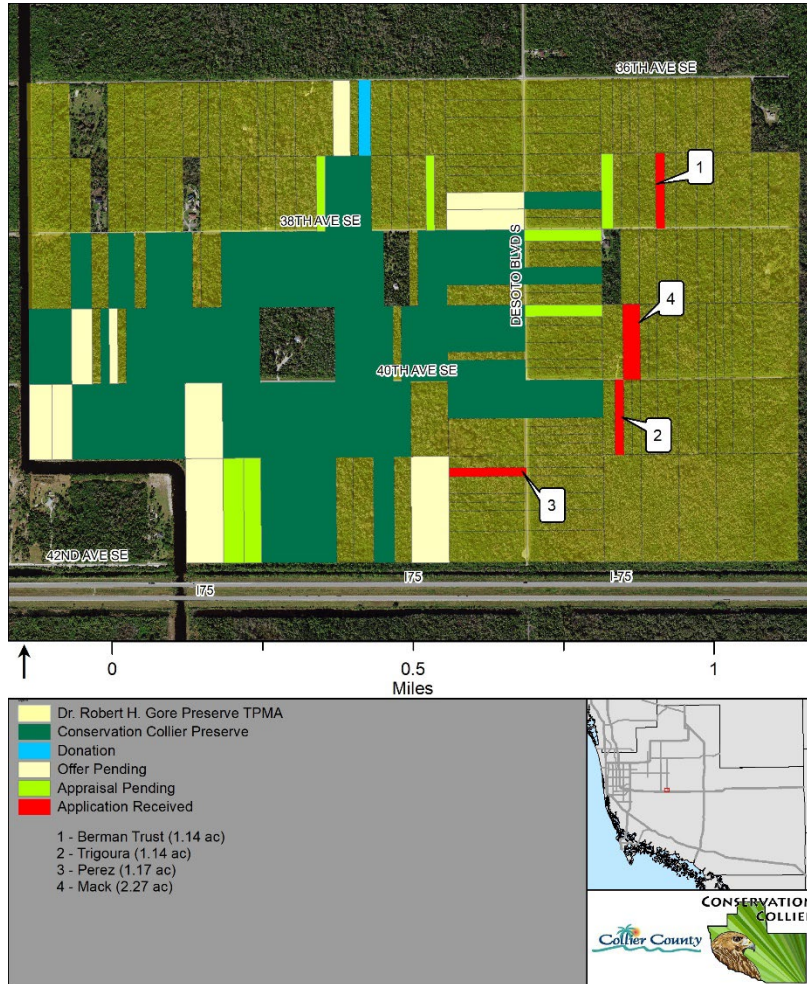 36TH AVE SE
1
38TH AVE SE
DESOTO BLVD S
4
40TH AVE SE
2
3
42ND AVE SE
I75
I75
I-75
0
0.5
1
Miles
Dr. Robert H. Gore Preserve TPMA
Conservation Collier Preserve
Donation
Offer Pending
Appraisal Pending
Application Received
1 - Berman Trust (1.14 ac)
2 - Trigoura (1.14 ac)
3 - Perez (1.17 ac)
4 - Mack (2.27 ac)
CONSERVATION
COLLIER
Collier County